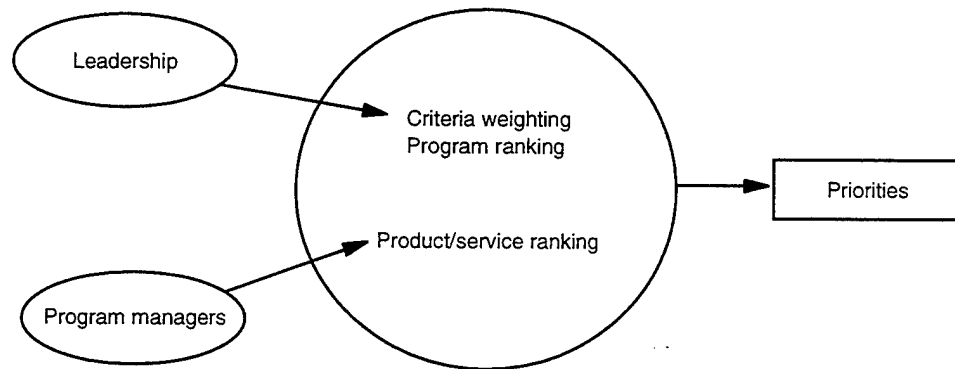 Leadership
Criteria weighting
Program ranking
Priorities
Product/service ranking
Program managers